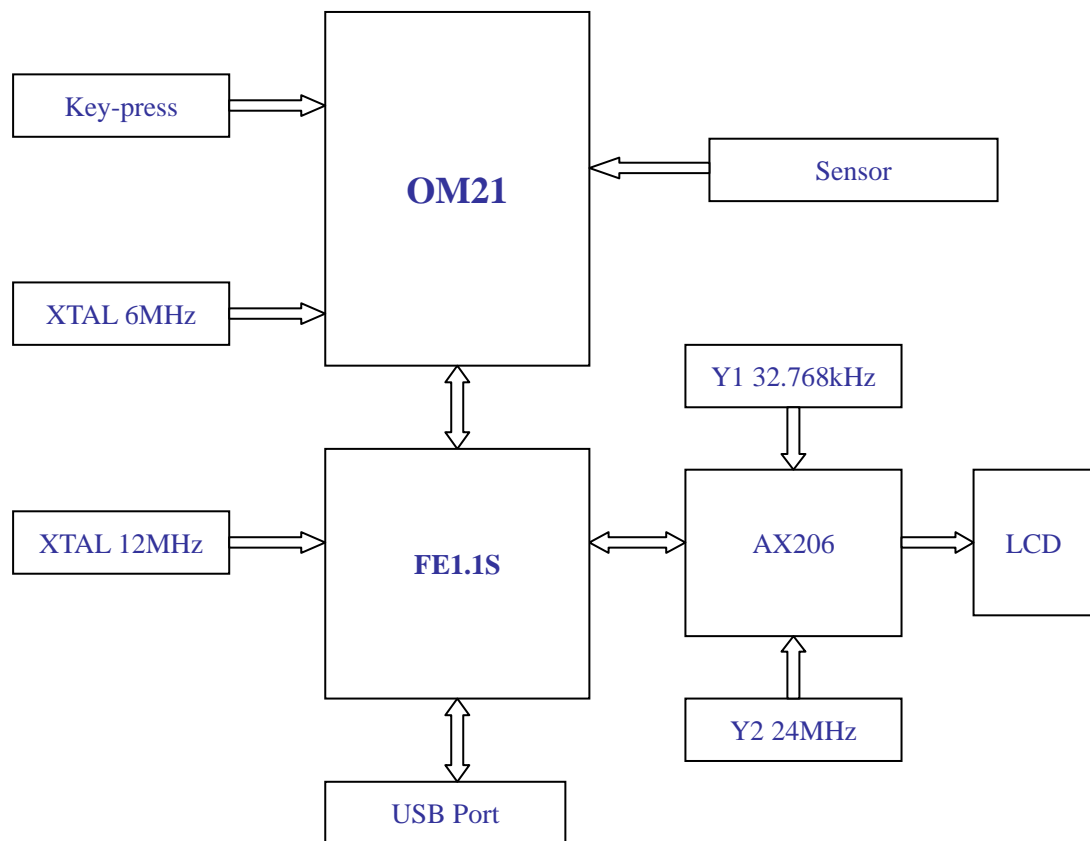 Key-press
OM21
Sensor
XTAL 6MHz
Y1 32.768kHz
XTAL 12MHz
FE1.1S
AX206
LCD
Y2 24MHz
USB Port